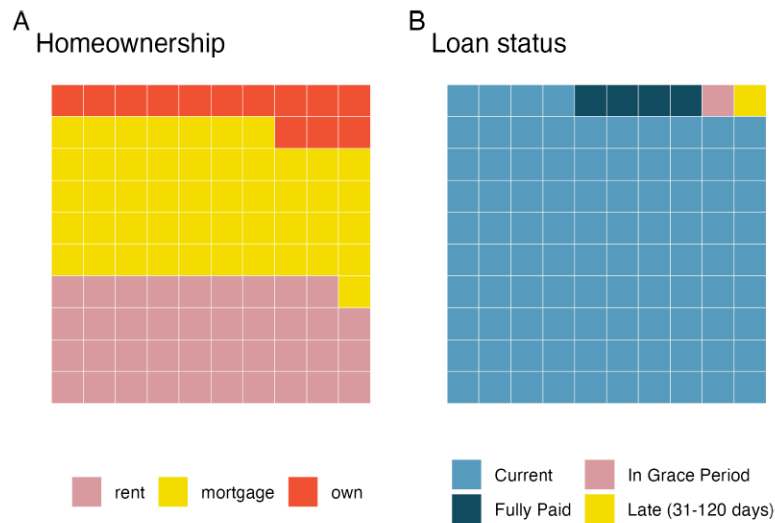 A
Homeownership
B
Loan status
rent
mortgage
own
Current
In Grace Period
Fully Paid
Late (31-120 days)